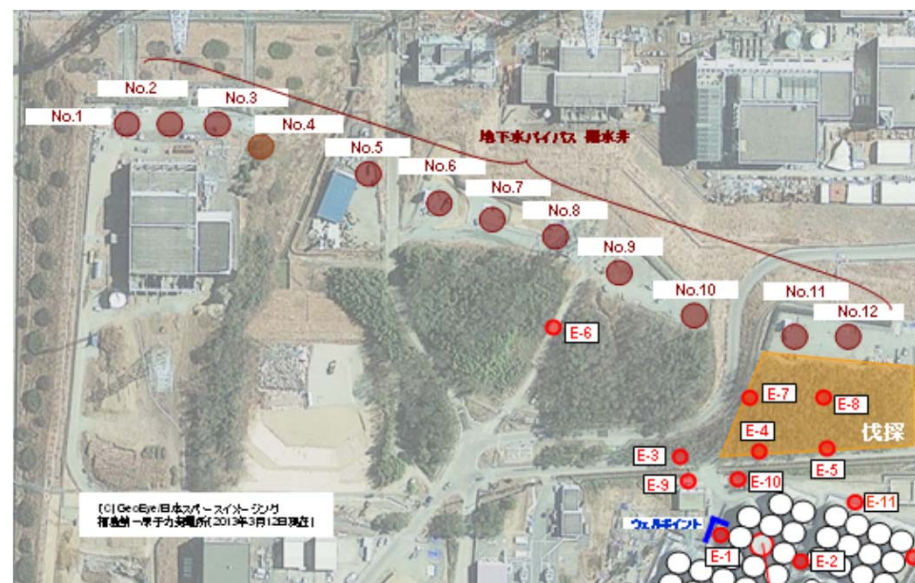 No.1
No.2
No.3
No.4
No.5
No.6
No.7
No.8
No.9
No.10
No.11
No.12
地下水バイパス 揚水井
E-6
E-7
E-8
E-4
伐採
E-3
E-5
E-9
E-10
E-11
ウェルポイント
E-1
E-2
(C)GeoEye/日本スペースイメージング
福島第一原子力発電所(2013年3月12日現在)